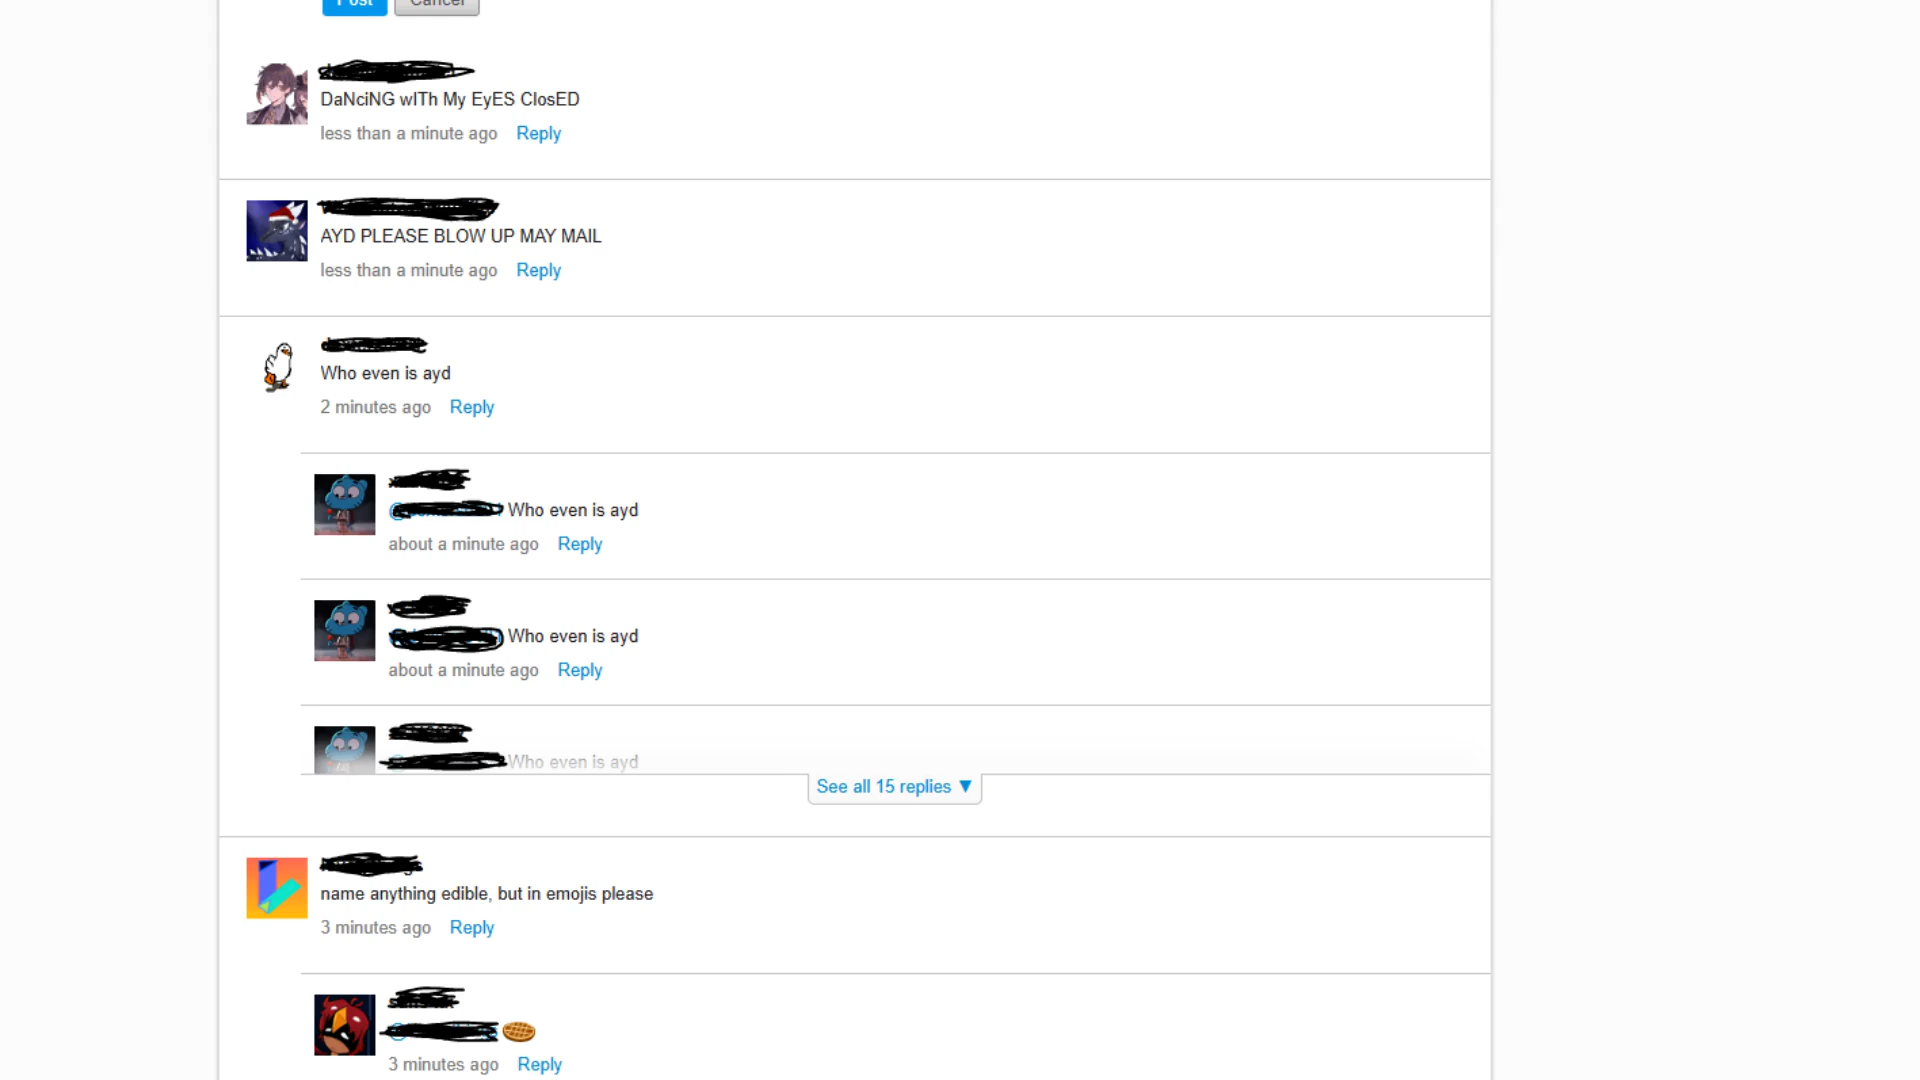 Post Cancel
DaNciNG wITh My EyES ClosED
less than a minute ago Reply
AYD PLEASE BLOW UP MAY MAIL
less than a minute ago Reply
Who even is ayd
2 minutes ago Reply
Who even is ayd
about a minute ago Reply
Who even is ayd
about a minute ago Reply
Who even is ayd
See all 15 replies ▼
name anything edible, but in emojis please
3 minutes ago Reply
🥧
3 minutes ago Reply